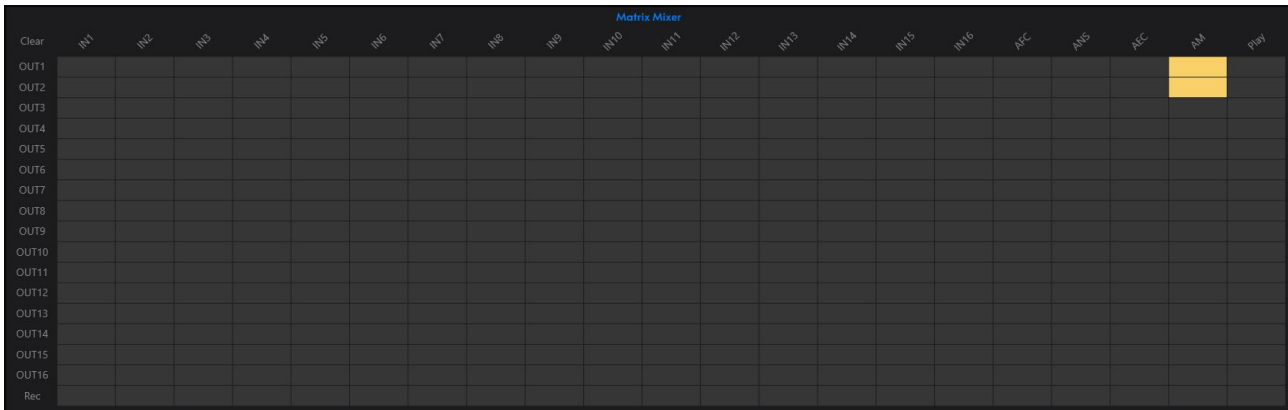 Matrix Mixer
Clear IN1 IN2 IN3 IN4 IN5 IN6 IN7 IN8 IN9 IN10 IN11 IN12 IN13 IN14 IN15 IN16 AFC ANS AEC AM Play
OUT1
OUT2
OUT3
OUT4
OUT5
OUT6
OUT7
OUT8
OUT9
OUT10
OUT11
OUT12
OUT13
OUT14
OUT15
OUT16
Rec